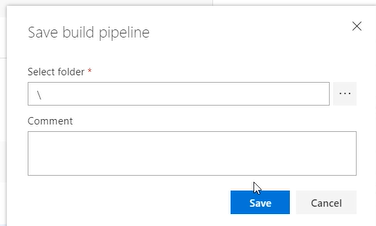 Save build pipeline
Select folder *
\
...
Comment
Save Cancel